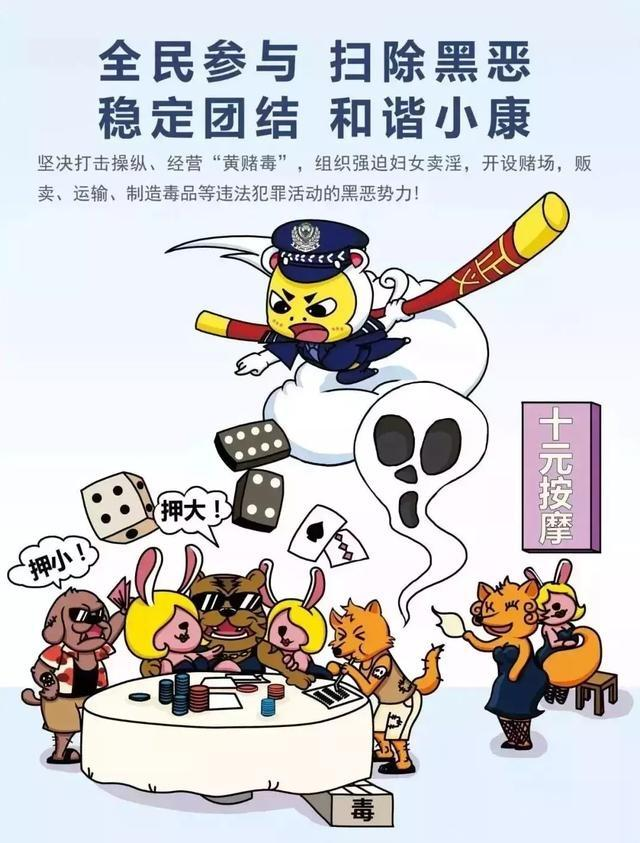 全民参与 扫除黑恶
稳定团结 和谐小康
坚决打击操纵、经营“黄赌毒”，组织强迫妇女卖淫，开设赌场，贩
卖、运输、制造毒品等违法犯罪活动的黑恶势力！
正义
十元按摩
押大！
押小！
毒